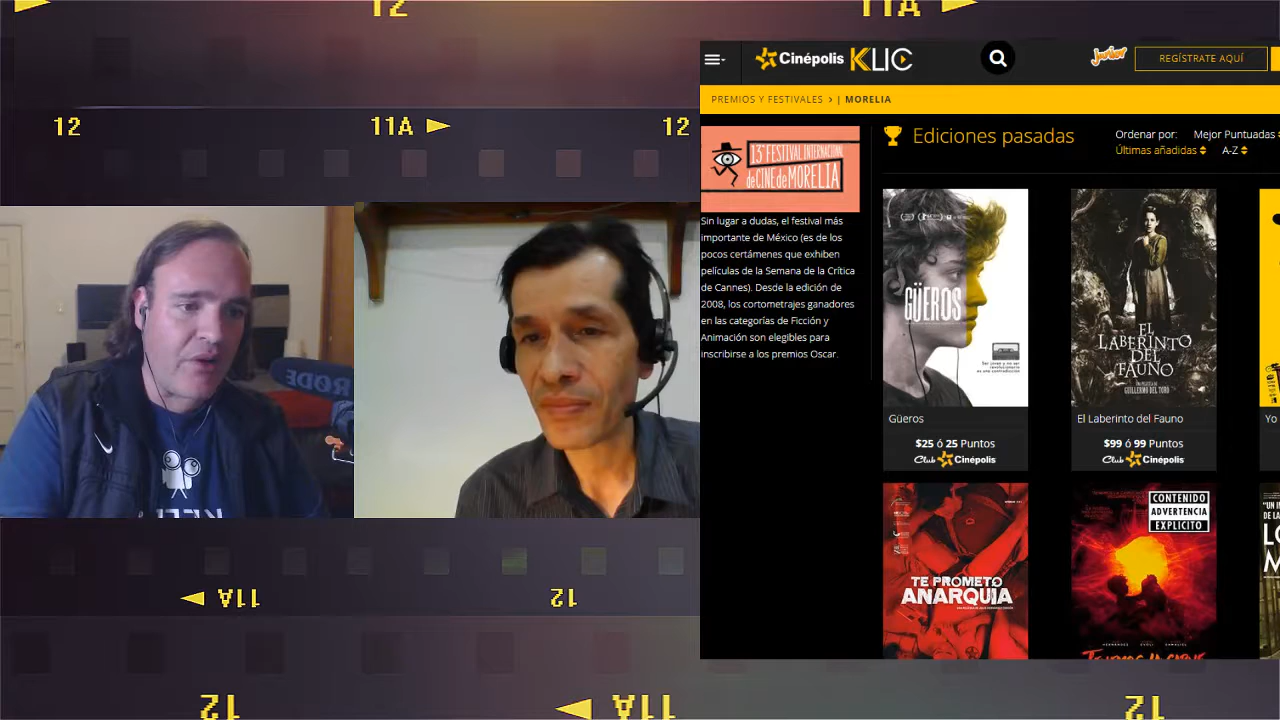 12
11A
12
11A
12
RODE
Cinépolis KLIC
junior
REGÍSTRATE AQUÍ
PREMIOS Y FESTIVALES > | MORELIA
13° FESTIVAL INTERNACIONAL
de CINE de MORELIA
Sin lugar a dudas, el festival más
importante de México (es de los
pocos certámenes que exhiben
películas de la Semana de la Crítica
de Cannes). Desde la edición de
2008, los cortometrajes ganadores
en las categorías de Ficción y
Animación son elegibles para
inscribirse a los premios Oscar.
Ediciones pasadas
Ordenar por: Mejor Puntuadas
Últimas añadidas A-Z
GÜEROS
EL
LABERINTO
DEL
FAUNO
GUILLERMO DEL TORO
Güeros
El Laberinto del Fauno
Yo
$25 ó 25 Puntos
Club Cinépolis
$99 ó 99 Puntos
Club Cinépolis
TE PROMETO
ANARQUÍA
CONTENIDO
ADVERTENCIA
EXPLICITO
11A
12
12
11A
12